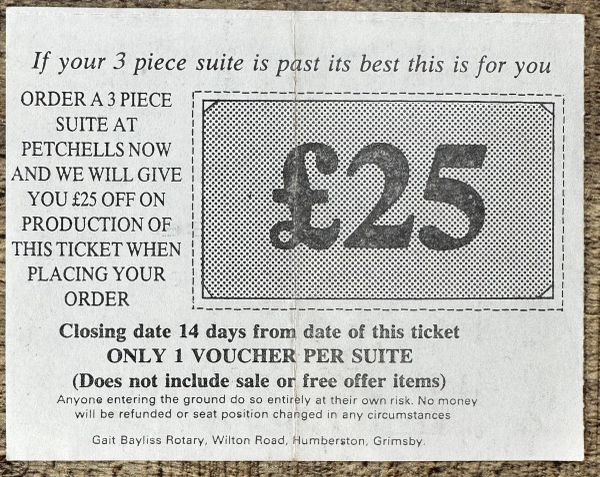 If your 3 piece suite is past its best this is for you
ORDER A 3 PIECE
SUITE AT
PETCHELLS NOW
AND WE WILL GIVE
YOU £25 OFF ON
PRODUCTION OF
THIS TICKET WHEN
PLACING YOUR
ORDER
£25
Closing date 14 days from date of this ticket
ONLY 1 VOUCHER PER SUITE
(Does not include sale or free offer items)
Anyone entering the ground do so entirely at their own risk. No money
will be refunded or seat position changed in any circumstances
Gait Bayliss Rotary, Wilton Road, Humberston, Grimsby.